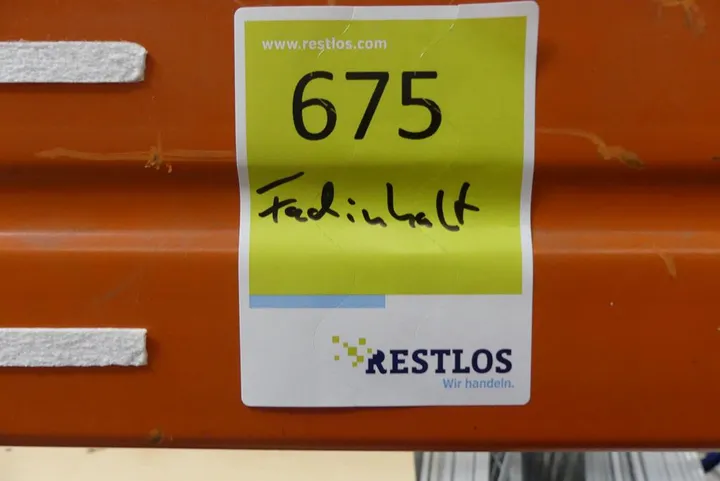 www.restlos.com
675
Fachinhalt
RESTLOS
Wir handeln.